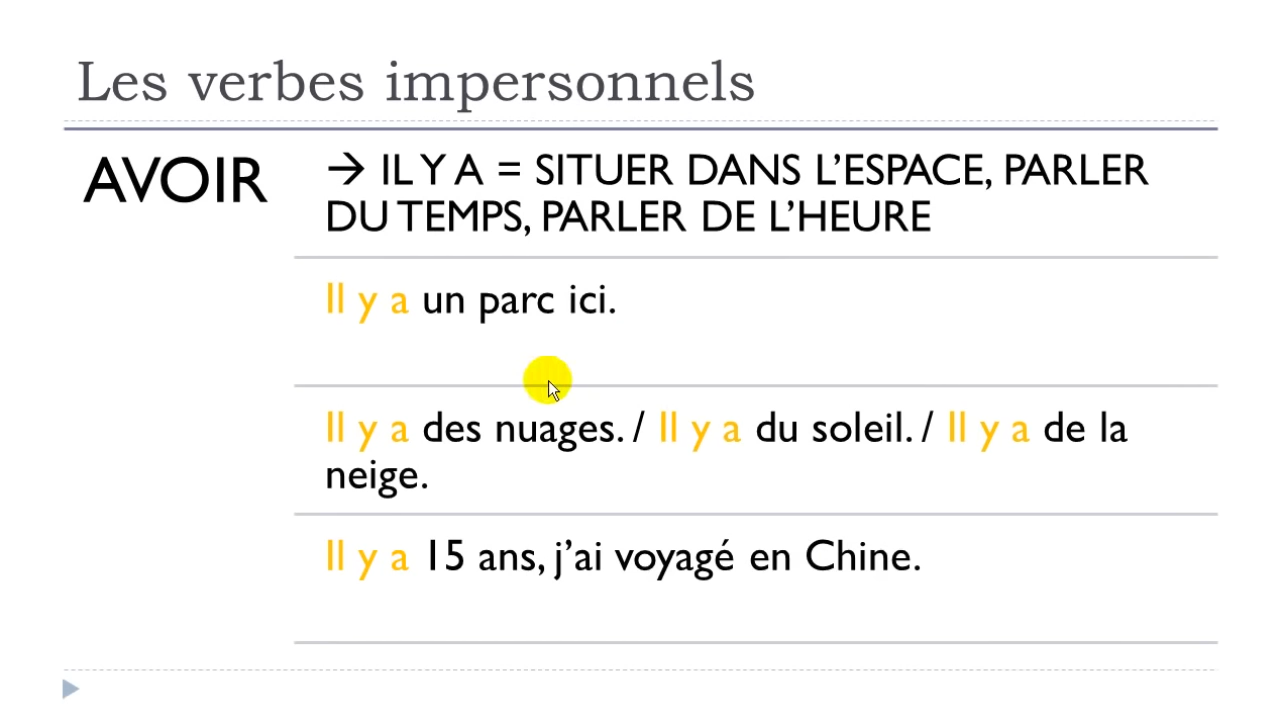 Les verbes impersonnels
AVOIR
→ IL Y A = SITUER DANS L’ESPACE, PARLER
DU TEMPS, PARLER DE L’HEURE
Il y a un parc ici.
Il y a des nuages. / Il y a du soleil. / Il y a de la
neige.
Il y a 15 ans, j’ai voyagé en Chine.